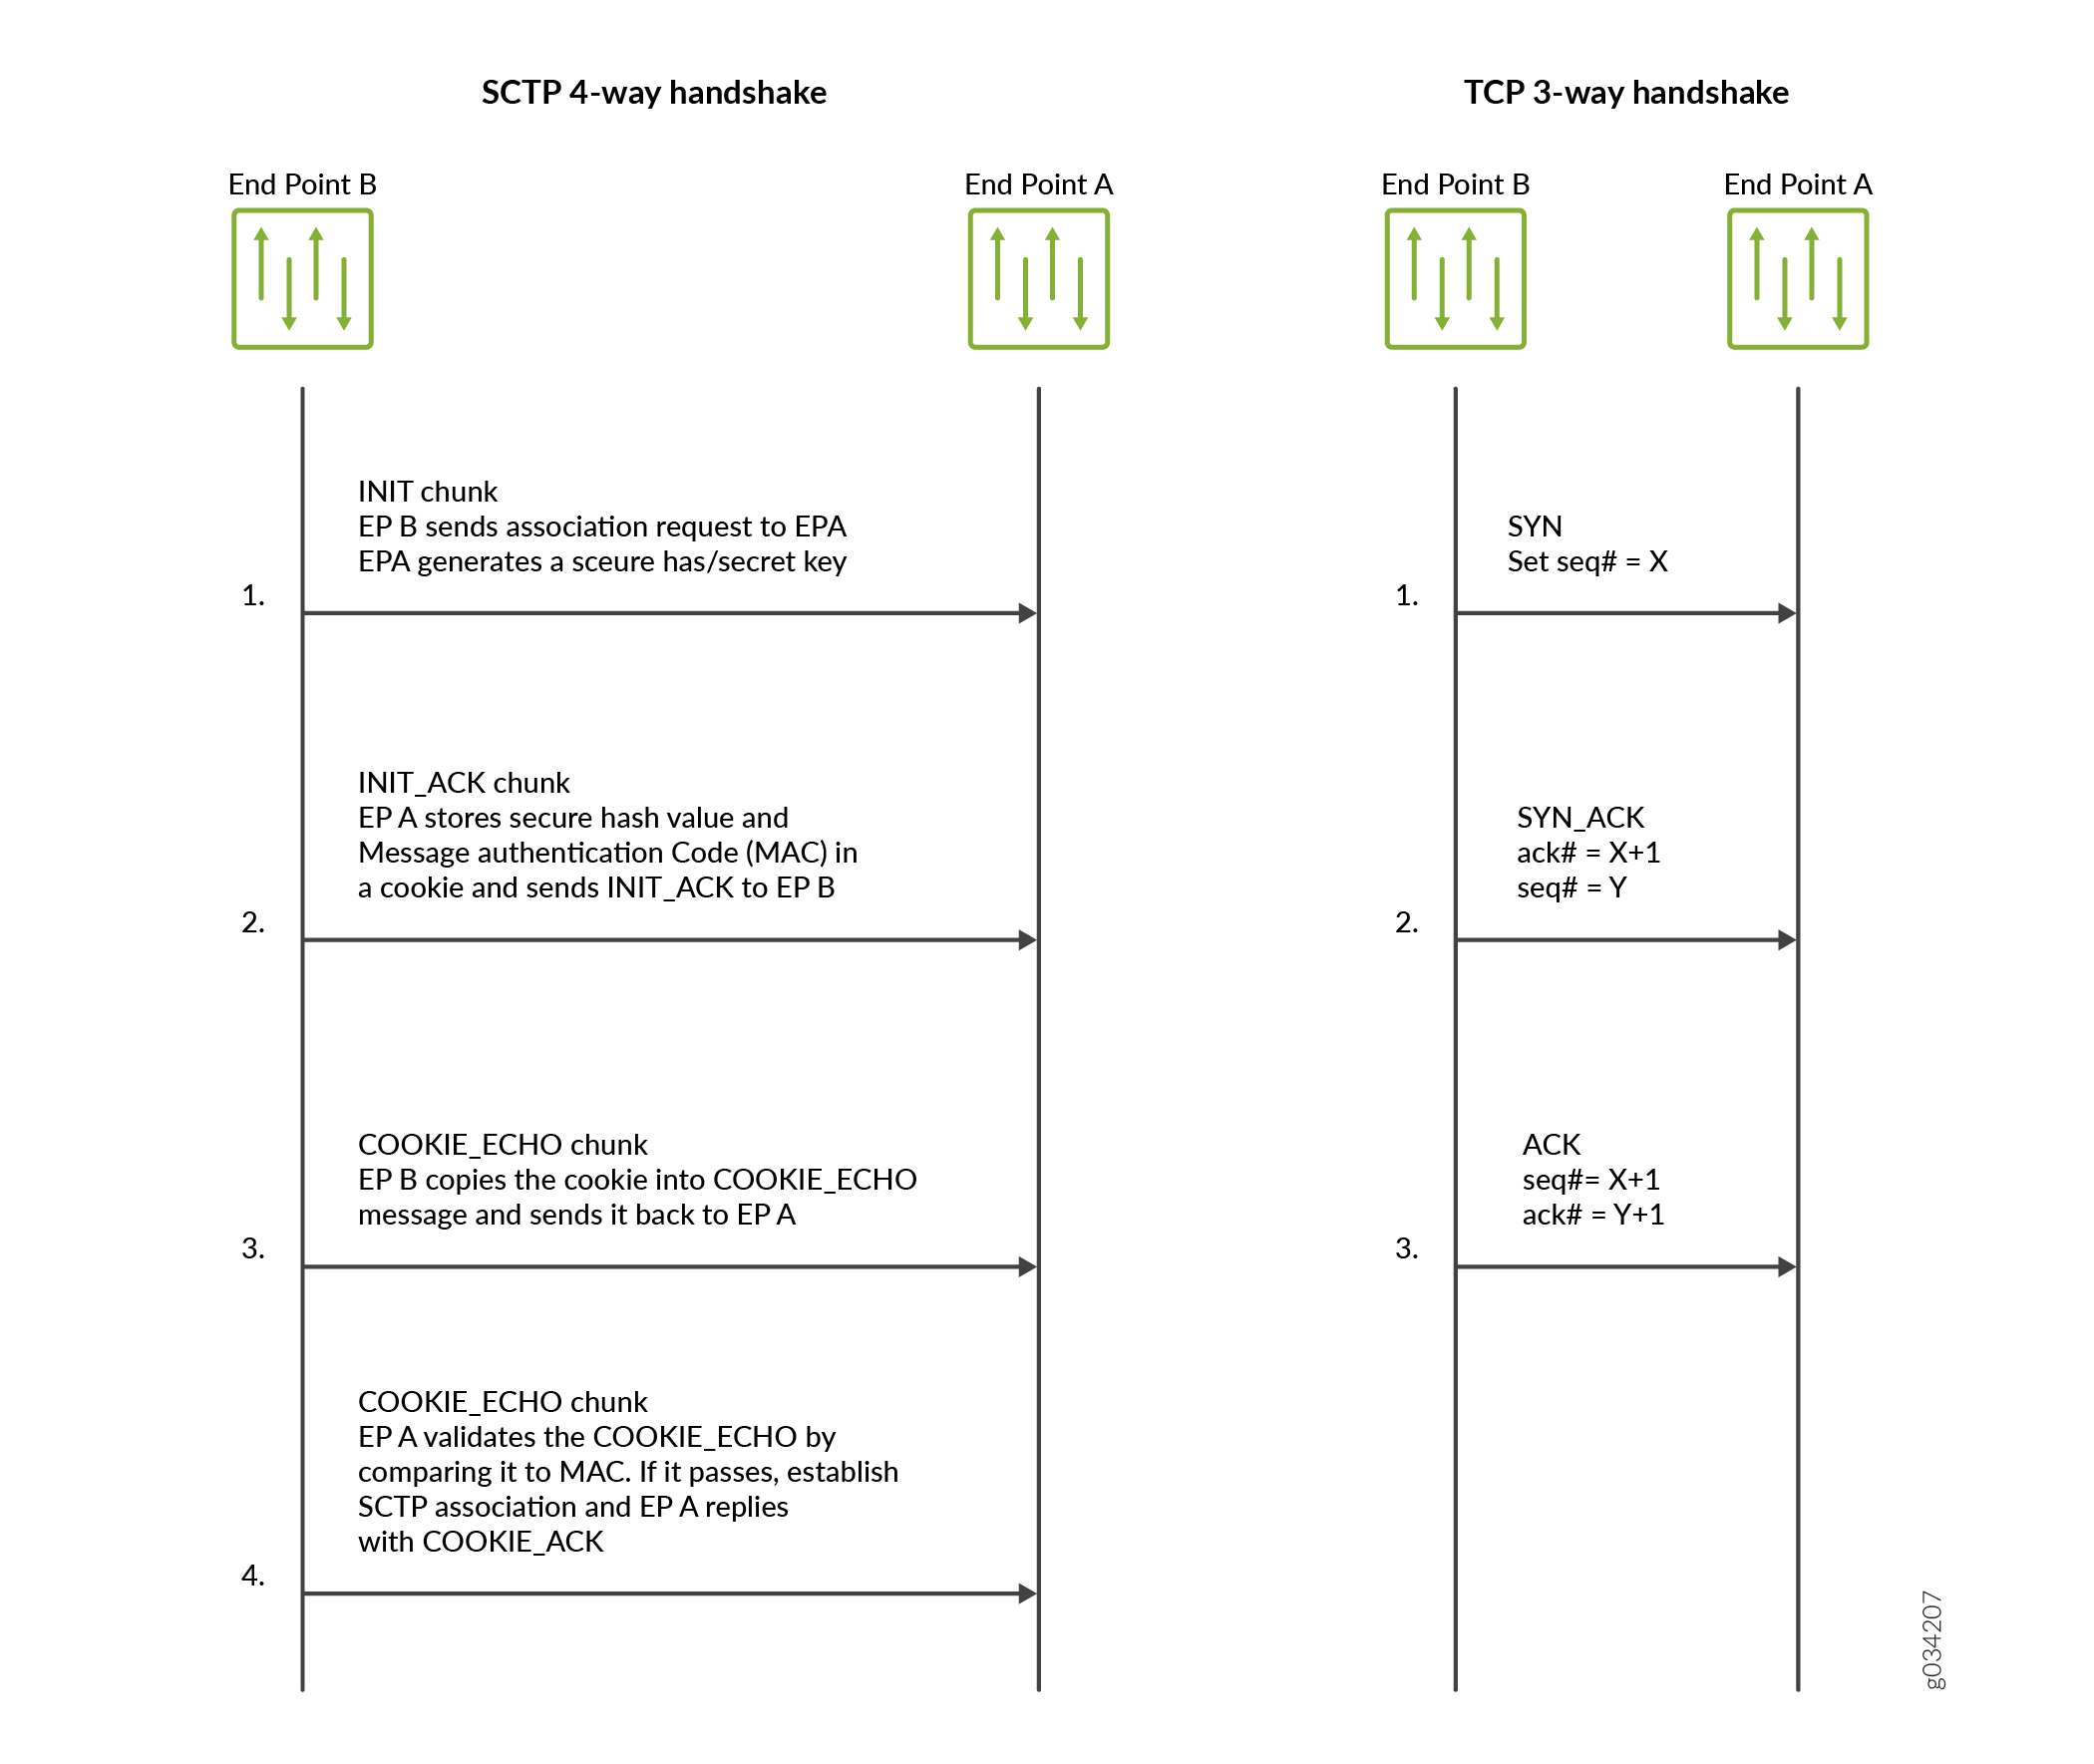 SCTP 4-way handshake
End Point B
End Point A
INIT chunk
EP B sends association request to EPA
EPA generates a sceure has/secret key
1.
INIT_ACK chunk
EP A stores secure hash value and
Message authentication Code (MAC) in
a cookie and sends INIT_ACK to EP B
2.
COOKIE_ECHO chunk
EP B copies the cookie into COOKIE_ECHO
message and sends it back to EP A
3.
COOKIE_ECHO chunk
EP A validates the COOKIE_ECHO by
comparing it to MAC. If it passes, establish
SCTP association and EP A replies
with COOKIE_ACK
4.
TCP 3-way handshake
End Point B
End Point A
SYN
Set seq# = X
1.
SYN_ACK
ack# = X+1
seq# = Y
2.
ACK
seq#= X+1
ack# = Y+1
3.
g034207